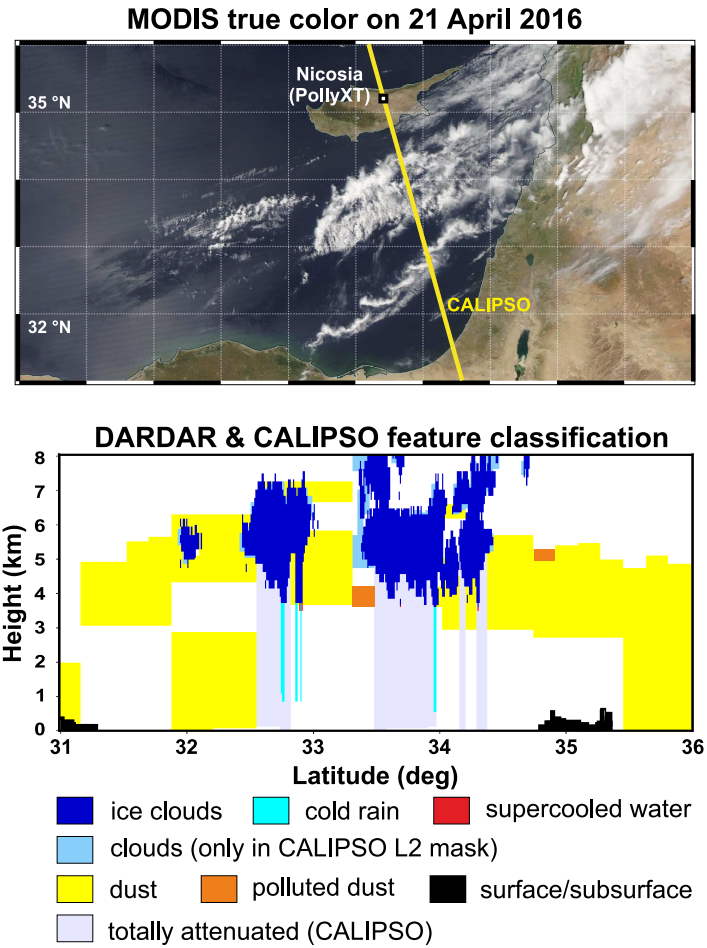 MODIS true color on 21 April 2016
Nicosia
(PollyXT)
35 °N
CALIPSO
32 °N
DARDAR & CALIPSO feature classification
8
7
6
5
4
3
2
1
0
Height (km)
31 32 33 34 35 36
Latitude (deg)
ice clouds cold rain supercooled water
clouds (only in CALIPSO L2 mask)
dust polluted dust surface/subsurface
totally attenuated (CALIPSO)